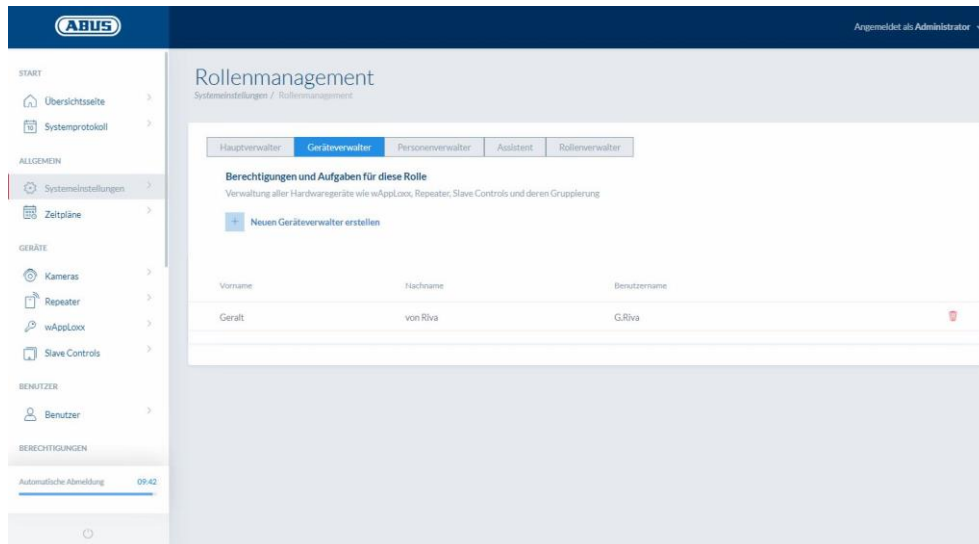 ABUS
Angemeldet als Administrator
START
Übersichtsseite
10
Systemprotokoll
ALLGEMEIN
Systemeinstellungen
Zeitpläne
GERÄTE
Kameras
Repeater
wAppLoxx
Slave Controls
BENUTZER
Benutzer
BERECHTIGUNGEN
Automatische Abmeldung 09:42
Rollenmanagement
Systemeinstellungen / Rollenmanagement
Hauptverwalter Geräteverwalter Personenverwalter Assistent Rollenverwalter
Berechtigungen und Aufgaben für diese Rolle
Verwaltung aller Hardwaregeräte wie wAppLoxx, Repeater, Slave Controls und deren Gruppierung
+ Neuen Geräteverwalter erstellen
Vorname Nachname Benutzername
Geralt von Riva G.Riva